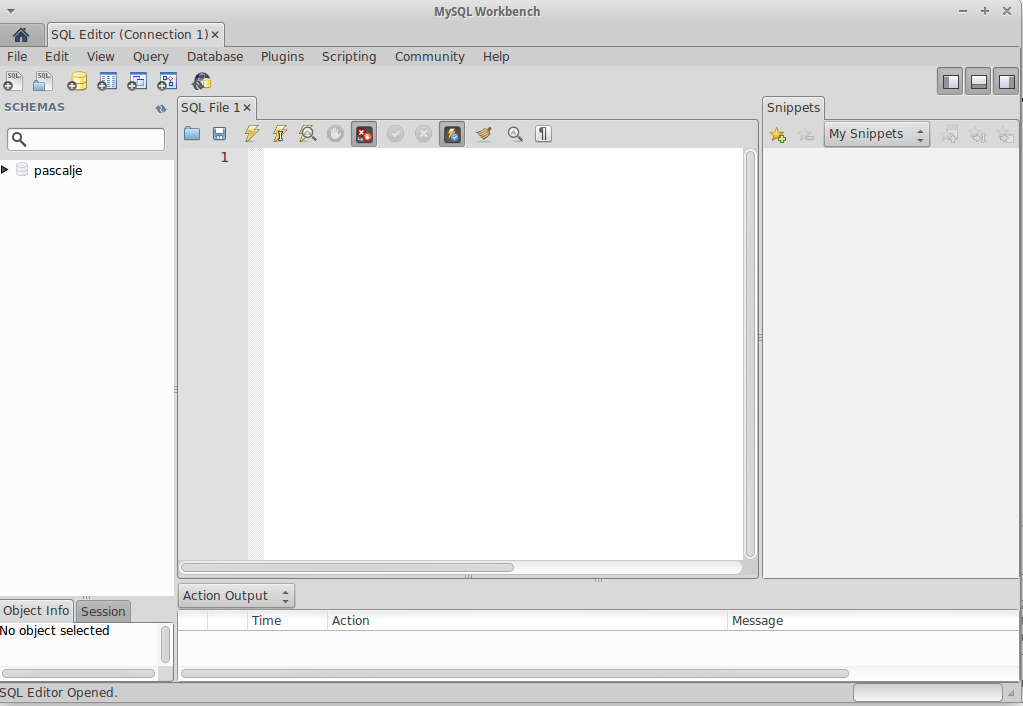 MySQL Workbench
SQL Editor (Connection 1)
File Edit View Query Database Plugins Scripting Community Help
SQL SQL
SCHEMAS
SQL File 1
Snippets
My Snippets
1
pascalje
Action Output
Object Info Session
No object selected
Time Action Message
SQL Editor Opened.